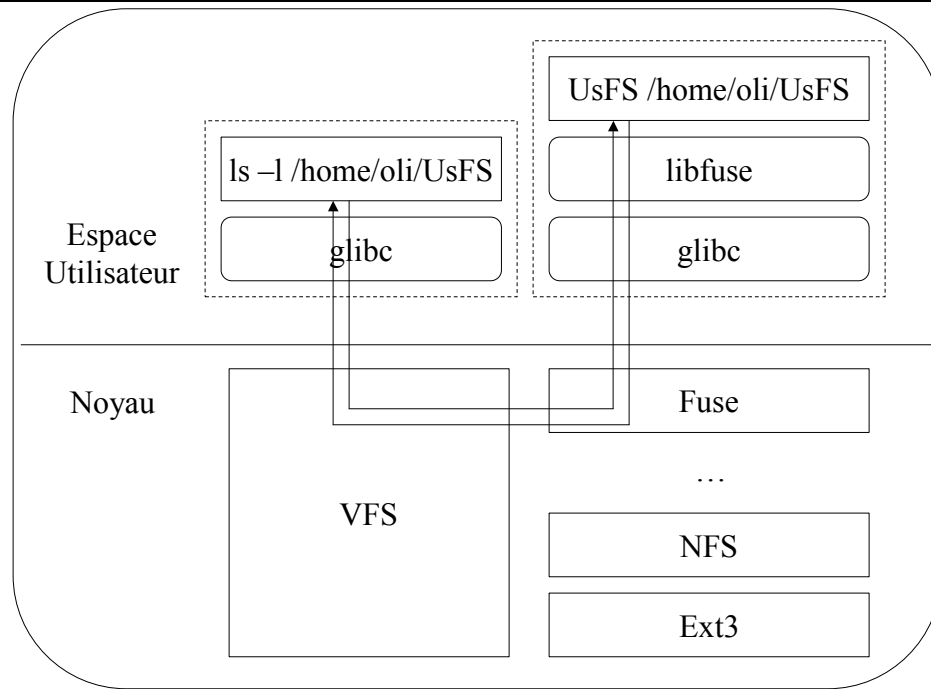 UsFS /home/oli/UsFS
ls –l /home/oli/UsFS
libfuse
Espace
Utilisateur
glibc
glibc
Noyau
Fuse
…
VFS
NFS
Ext3